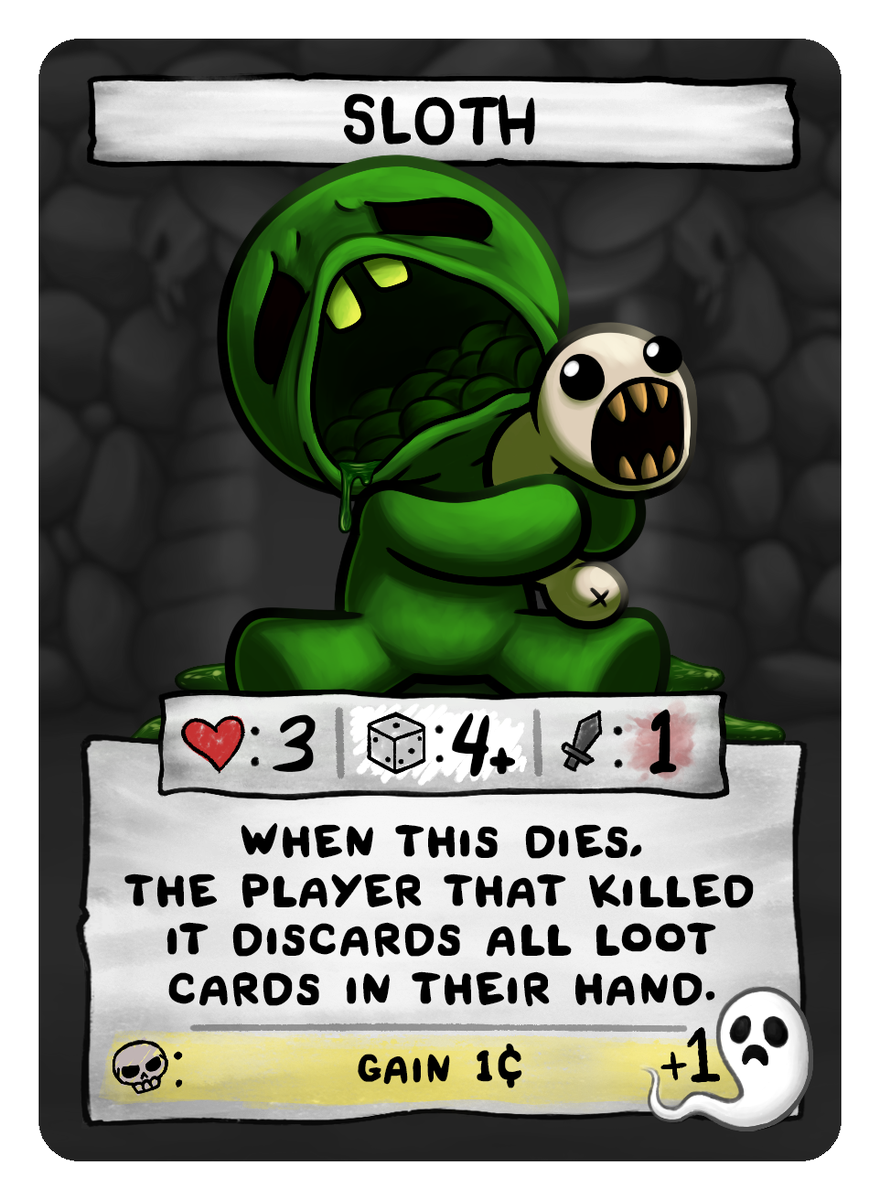 SLOTH
:3 :4+ :1
WHEN THIS DIES,
THE PLAYER THAT KILLED
IT DISCARDS ALL LOOT
CARDS IN THEIR HAND.
: GAIN 1¢ +1